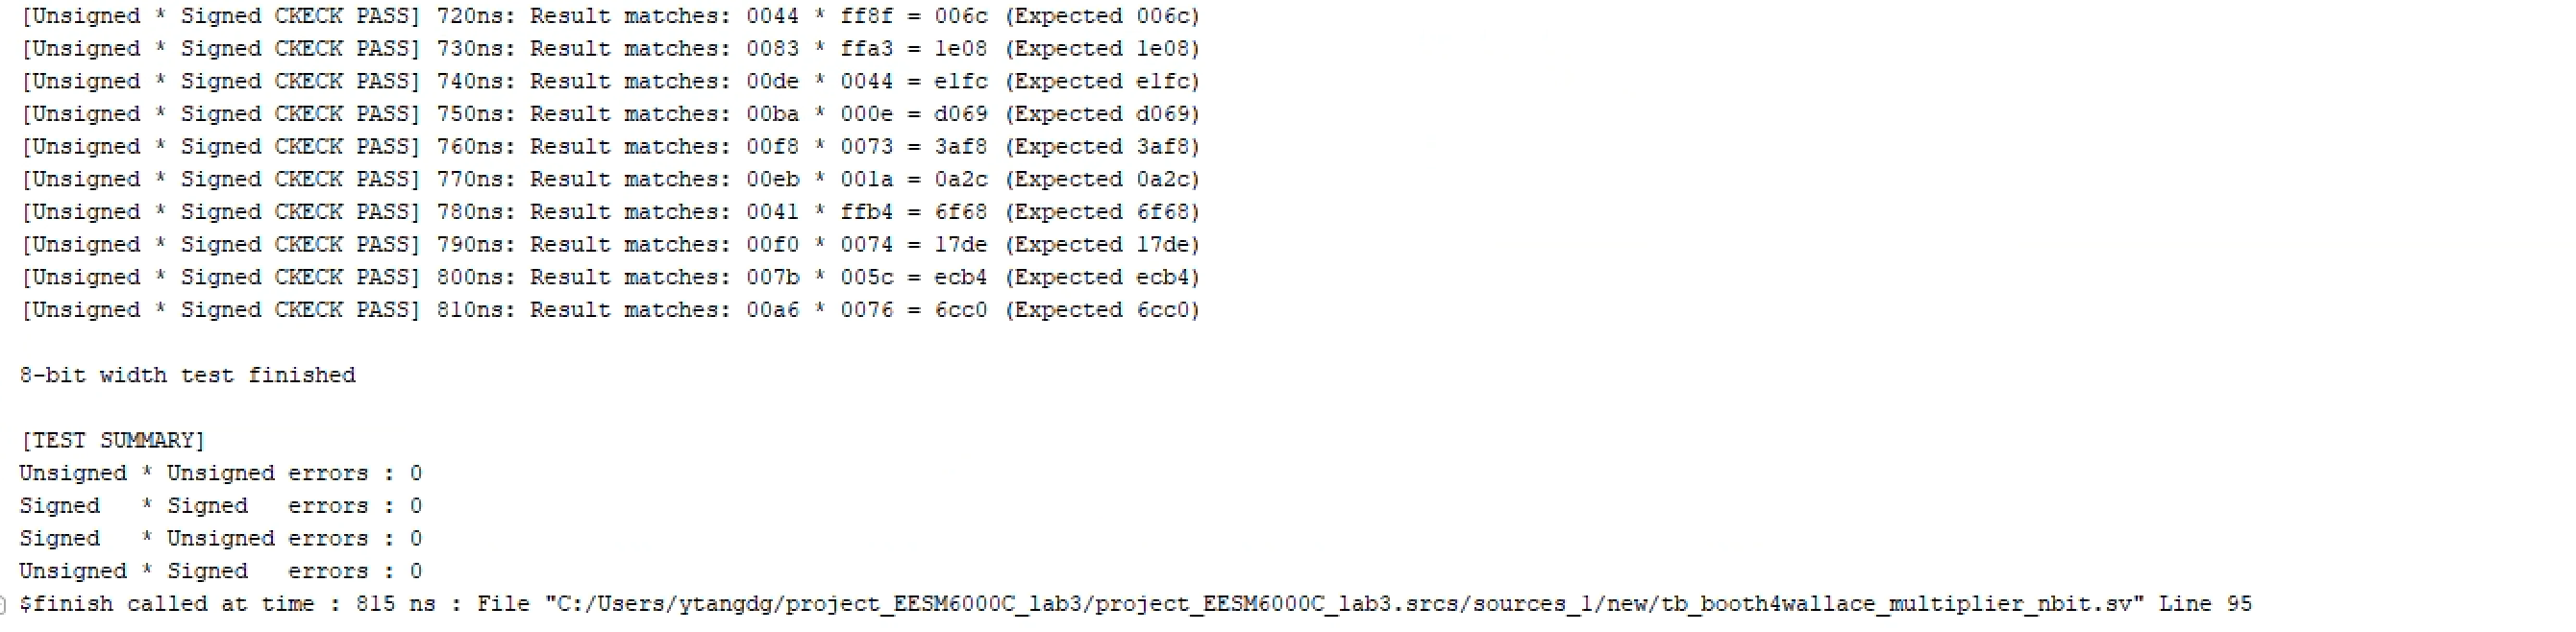 [Unsigned * Signed CKECK PASS] 720ns: Result matches: 0044 * ff8f = 006c (Expected 006c)
[Unsigned * Signed CKECK PASS] 730ns: Result matches: 0083 * ffa3 = 1e08 (Expected 1e08)
[Unsigned * Signed CKECK PASS] 740ns: Result matches: 00de * 0044 = e1fc (Expected e1fc)
[Unsigned * Signed CKECK PASS] 750ns: Result matches: 00ba * 000e = d069 (Expected d069)
[Unsigned * Signed CKECK PASS] 760ns: Result matches: 00f8 * 0073 = 3af8 (Expected 3af8)
[Unsigned * Signed CKECK PASS] 770ns: Result matches: 00eb * 001a = 0a2c (Expected 0a2c)
[Unsigned * Signed CKECK PASS] 780ns: Result matches: 0041 * ffb4 = 6f68 (Expected 6f68)
[Unsigned * Signed CKECK PASS] 790ns: Result matches: 00f0 * 0074 = 17de (Expected 17de)
[Unsigned * Signed CKECK PASS] 800ns: Result matches: 007b * 005c = ecb4 (Expected ecb4)
[Unsigned * Signed CKECK PASS] 810ns: Result matches: 00a6 * 0076 = 6cc0 (Expected 6cc0)
8-bit width test finished
[TEST SUMMARY]
Unsigned * Unsigned errors : 0
Signed   * Signed   errors : 0
Signed   * Unsigned errors : 0
Unsigned * Signed   errors : 0
$finish called at time : 815 ns : File "C:/Users/ytangdg/project_EESM6000C_lab3/project_EESM6000C_lab3.srcs/sources_1/new/tb_booth4wallace_multiplier_nbit.sv" Line 95